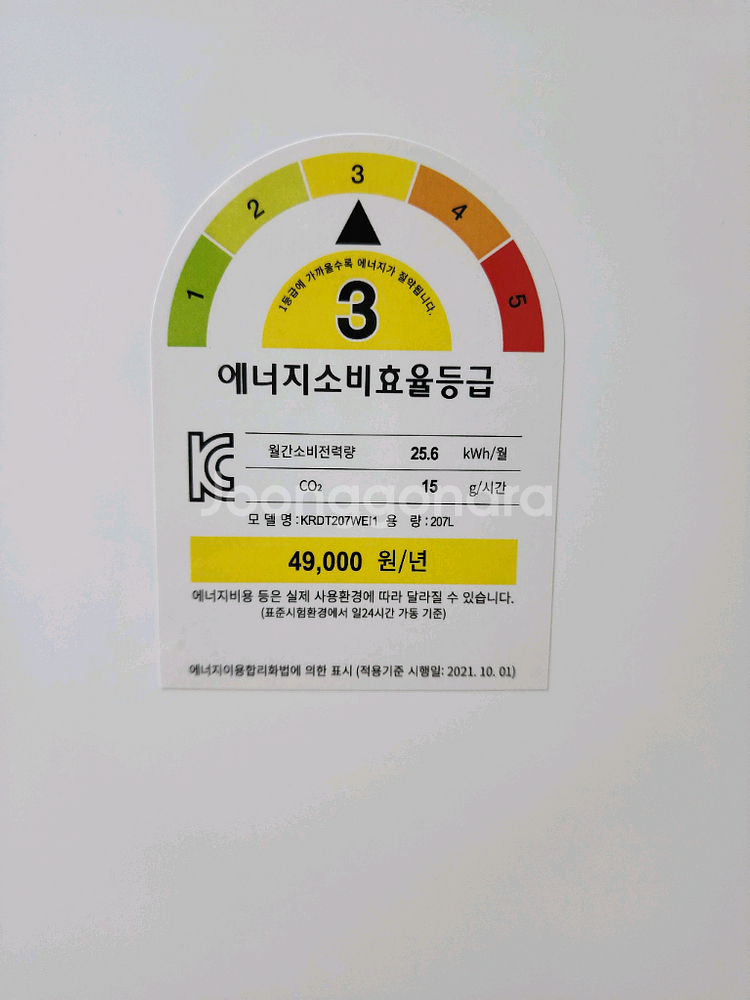 1 2 3 4 5
1등급에 가까울수록 에너지가 절약됩니다.
3
에너지소비효율등급
월간소비전력량 25.6 kWh/월
CO₂ 15 g/시간
joonggonara
모델명:KRDT207WEI1 용 량:207L
49,000 원/년
에너지비용 등은 실제 사용환경에 따라 달라질 수 있습니다.
(표준시험환경에서 일24시간 가동 기준)
에너지이용합리화법에 의한 표시 (적용기준 시행일: 2021. 10. 01)